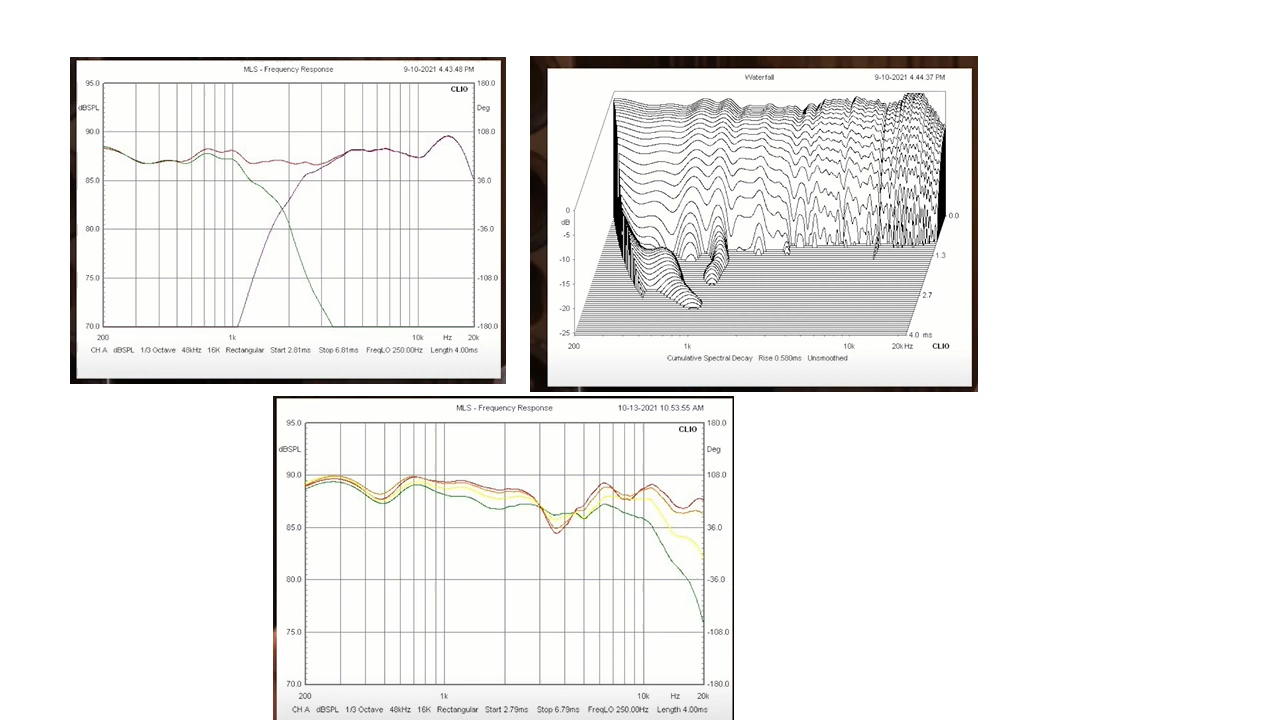 MLS - Frequency Response 9-10-2021 4.43.48 PM
CLIO
95.0 180.0
dBSPL Deg
90.0 108.0
85.0 36.0
80.0 -36.0
75.0 -108.0
70.0 -180.0
200 1k 10k Hz 20k
CH A dBSPL 1/3 Octave 48kHz 16K Rectangular Start 2.81ms Stop 6.81ms FreqLO 250.00Hz Length 4.00ms
Waterfall 9-10-2021 4.44.37 PM
0 0.0
dB
-5
-10 1.3
-15
-20 2.7
-25 4.0 ms
200 1k 10k 20k Hz CLIO
Cumulative Spectral Decay Rise 0.580ms Unsmoothed
MLS - Frequency Response 10-13-2021 10.53.55 AM
CLIO
95.0 180.0
dBSPL Deg
90.0 108.0
85.0 36.0
80.0 -36.0
75.0 -108.0
70.0 -180.0
200 1k 10k Hz 20k
CH A dBSPL 1/3 Octave 48kHz 16K Rectangular Start 2.79ms Stop 6.79ms FreqLO 250.00Hz Length 4.00ms